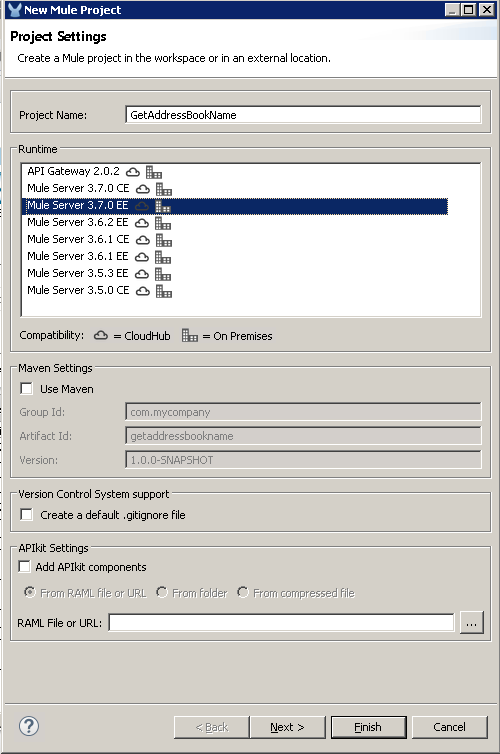 New Mule Project
Project Settings
Create a Mule project in the workspace or in an external location.
Project Name: GetAddressBookName
Runtime
API Gateway 2.0.2
Mule Server 3.7.0 CE
Mule Server 3.7.0 EE
Mule Server 3.6.2 EE
Mule Server 3.6.1 CE
Mule Server 3.6.1 EE
Mule Server 3.5.3 EE
Mule Server 3.5.0 CE
Compatibility: = CloudHub = On Premises
Maven Settings
Use Maven
Group Id: com.mycompany
Artifact Id: getaddressbookname
Version: 1.0.0-SNAPSHOT
Version Control System support
Create a default .gitignore file
APIkit Settings
Add APIkit components
From RAML file or URL From folder From compressed file
RAML File or URL: ...
? < Back Next > Finish Cancel